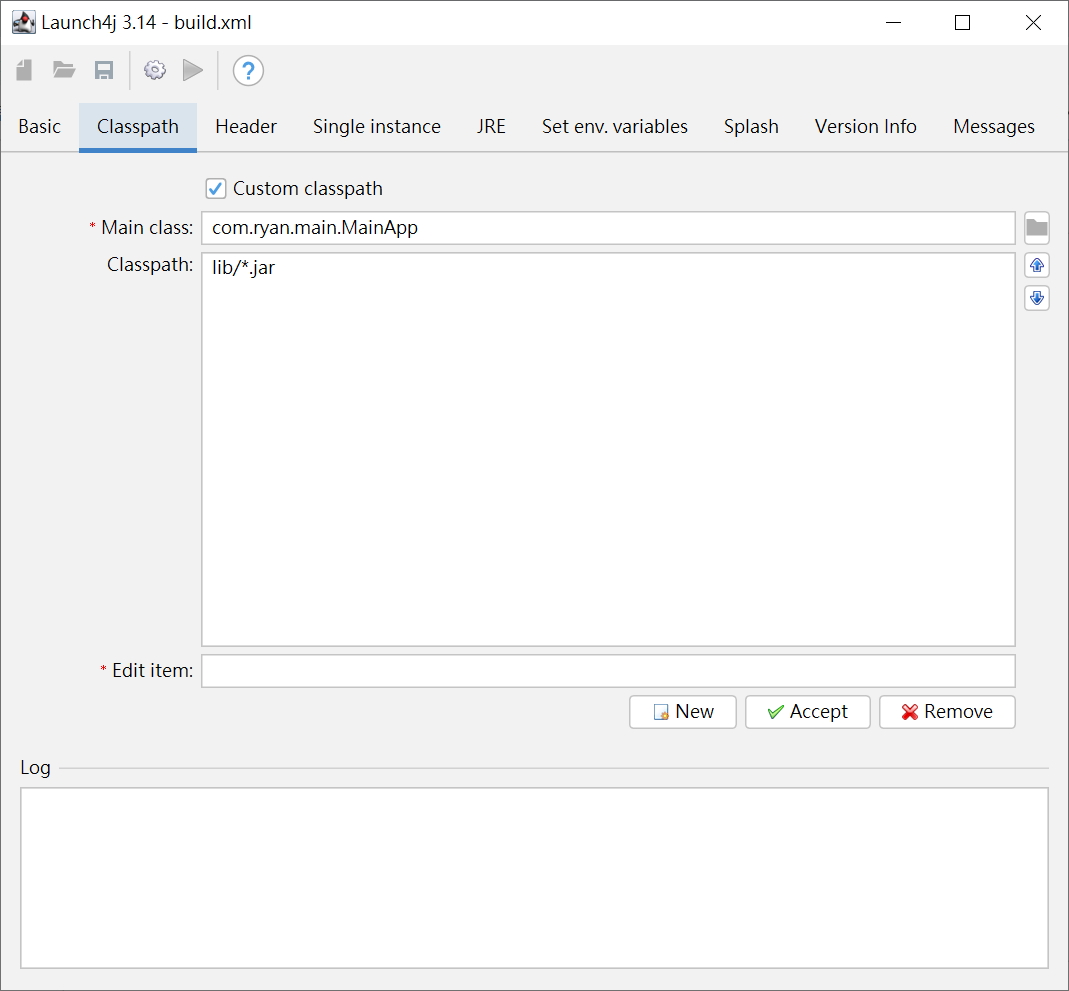 Launch4j 3.14 - build.xml
?
Basic Classpath Header Single instance JRE Set env. variables Splash Version Info Messages
Custom classpath
* Main class: com.ryan.main.MainApp
Classpath: lib/*.jar
* Edit item:
New Accept Remove
Log